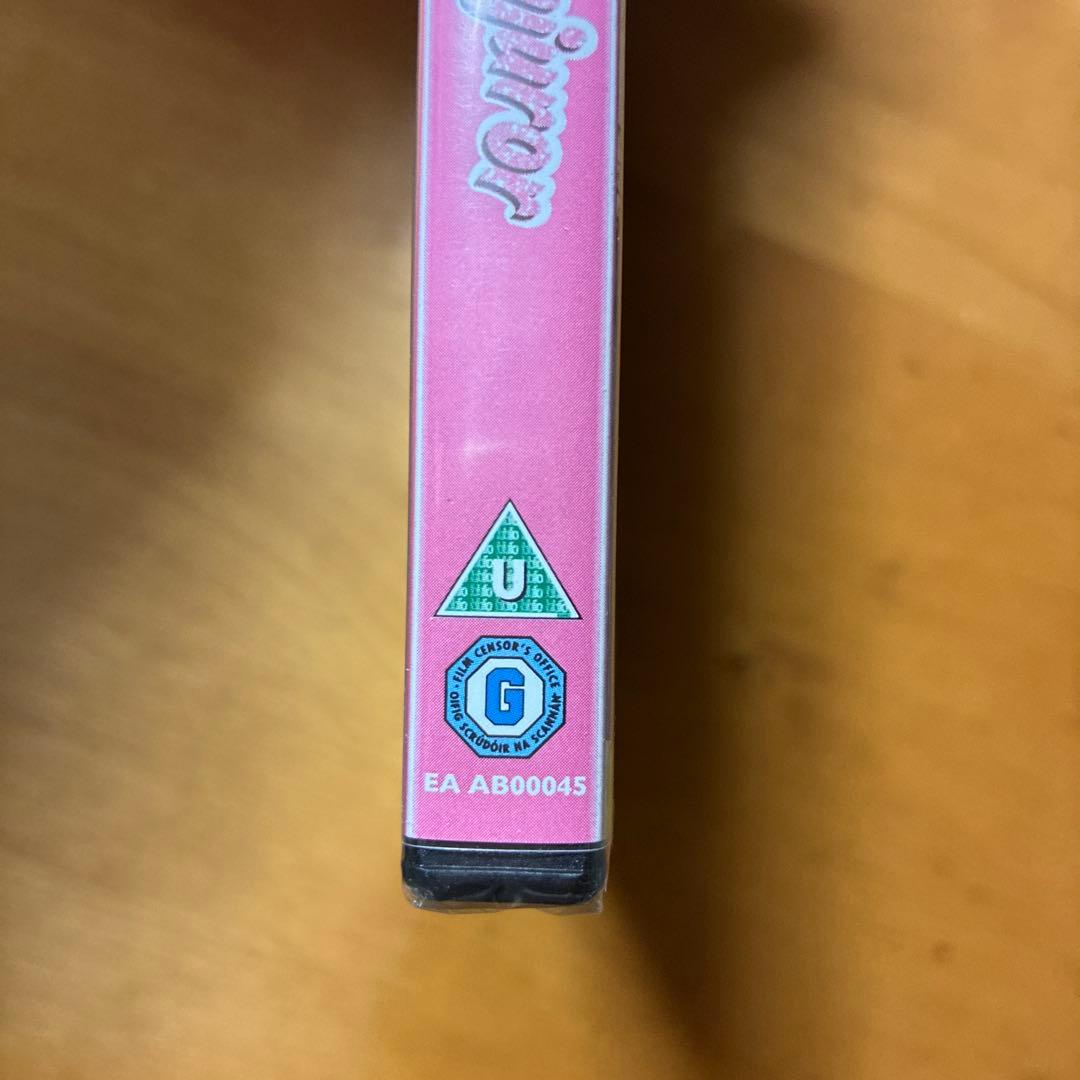 U
FILM CENSOR'S OFFICE
OIFIG SCRÚDÓIR NA SCANNÁN
G
EA AB00045